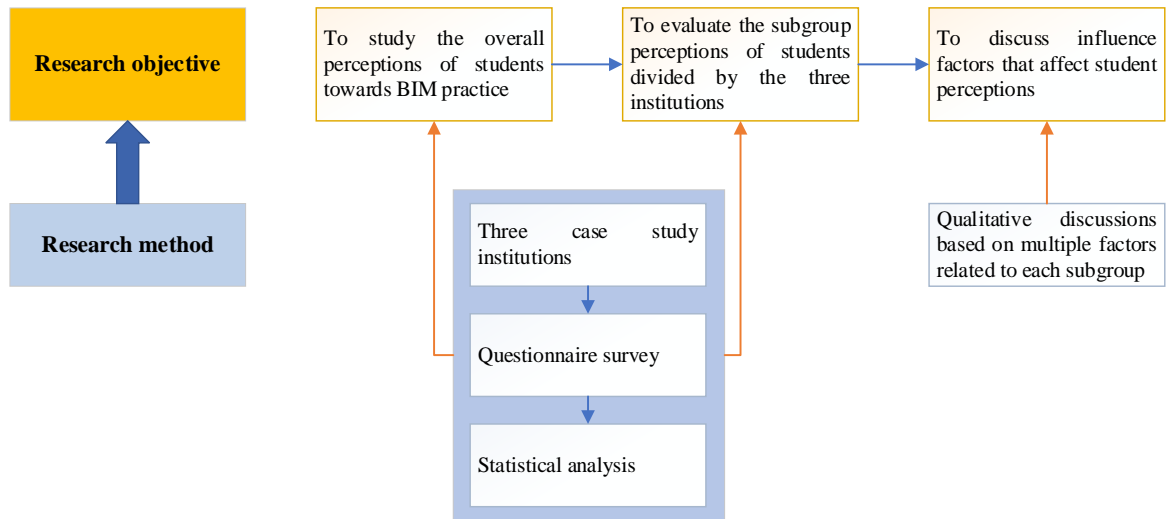 Research objective
To study the overall
perceptions of students
towards BIM practice
To evaluate the subgroup
perceptions of students
divided by the three
institutions
To discuss influence
factors that affect student
perceptions
Research method
Three case study
institutions
Questionnaire survey
Statistical analysis
Qualitative discussions
based on multiple factors
related to each subgroup